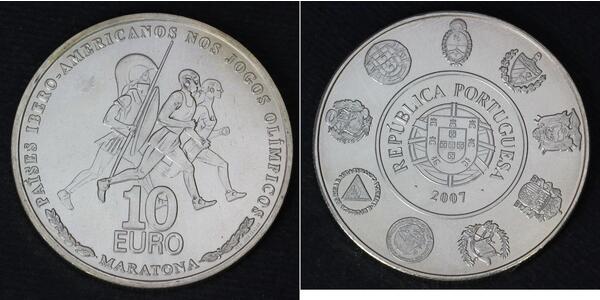 PAÍSES IBERO-AMERICANOS NOS JOGOS OLÍMPICOS
10
EURO
MARATONA
REPÚBLICA PORTUGUESA
2007